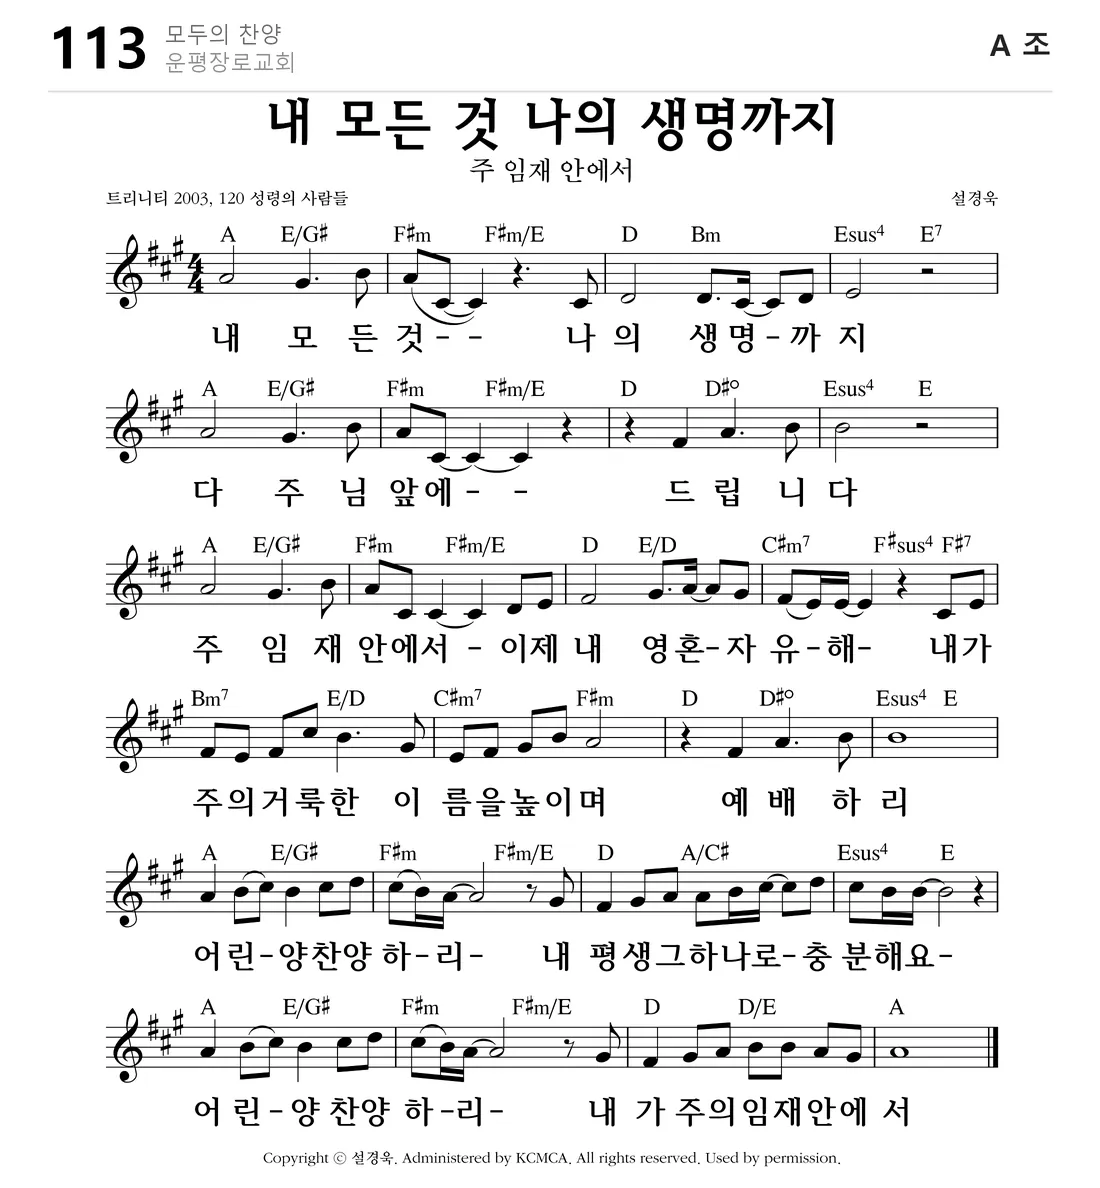 113 모두의 찬양
운평장로교회
A 조
내 모든 것 나의 생명까지
주 임재 안에서
트리니티 2003, 120 성령의 사람들
설경욱
A E/G♯ F♯m F♯m/E D Bm Esus4 E7
4/4
내 모 든 것 - - 나 의 생 명 - 까 지
A E/G♯ F♯m F♯m/E D D♯° Esus4 E
다 주 님 앞에 - - 드 립 니 다
A E/G♯ F♯m F♯m/E D E/D C♯m7 F♯sus4 F♯7
주 임 재 안에서 - 이제 내 영혼- 자 유-해- 내가
Bm7 E/D C♯m7 F♯m D D♯° Esus4 E
주의거룩한 이 름을높이며 예 배 하 리
A E/G♯ F♯m F♯m/E D A/C♯ Esus4 E
어린-양찬양 하-리- 내 평생그하나로-충 분해요-
A E/G♯ F♯m F♯m/E D D/E A
어 린-양 찬양 하-리- 내 가 주의임재안에 서
Copyright ⓒ 설경욱. Administered by KCMCA. All rights reserved. Used by permission.